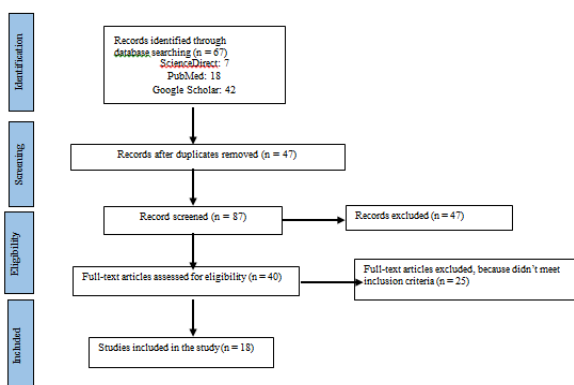 Identification
Records identified through
database searching (n = 67)
ScienceDirect: 7
PubMed: 18
Google Scholar: 42
Screening
Records after duplicates removed (n = 47)
Record screened (n = 87)
Records excluded (n = 47)
Eligibility
Full-text articles assessed for eligibility (n = 40)
Full-text articles excluded, because didn't meet
inclusion criteria (n = 25)
Included
Studies included in the study (n = 18)